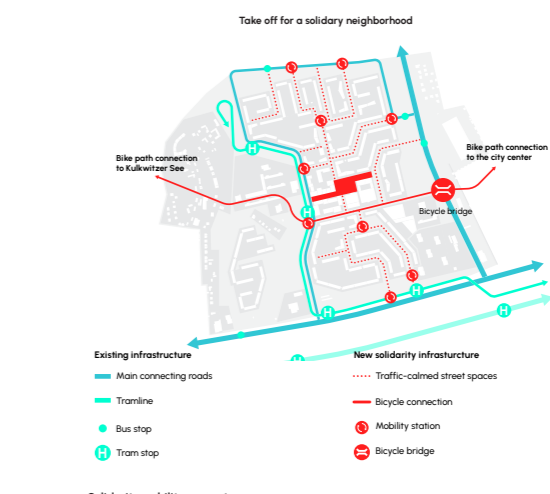 Take off for a solidary neighborhood
Bike path connection
to the city center
Bike path connection
to Kulkwitzer See
Bicycle bridge
Existing infrastructure
Main connecting roads
Tramline
Bus stop
Tram stop
New solidarity infrasturcture
Traffic-calmed street spaces
Bicycle connection
Mobility station
Bicycle bridge